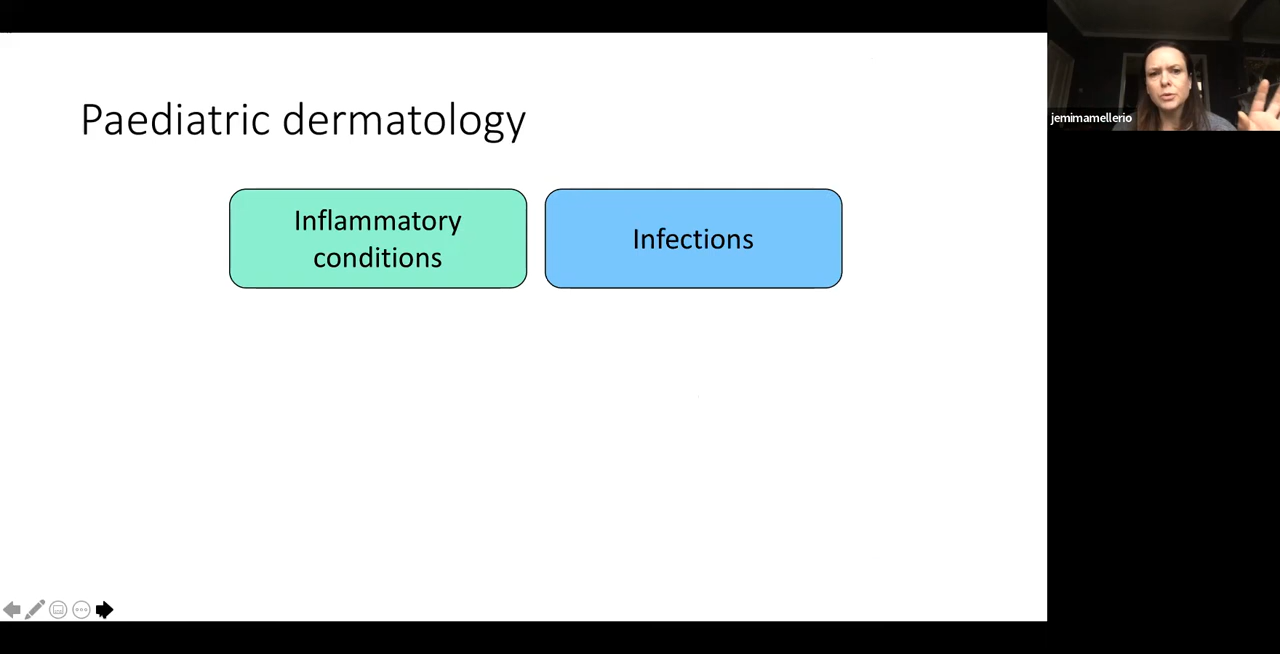 Paediatric dermatology
Inflammatory
conditions
Infections
jemimamellerio